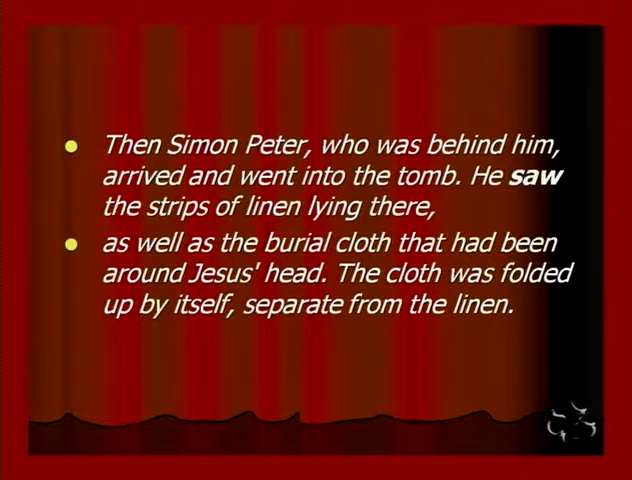 Then Simon Peter, who was behind him,
arrived and went into the tomb. He saw
the strips of linen lying there,
as well as the burial cloth that had been
around Jesus' head. The cloth was folded
up by itself, separate from the linen.